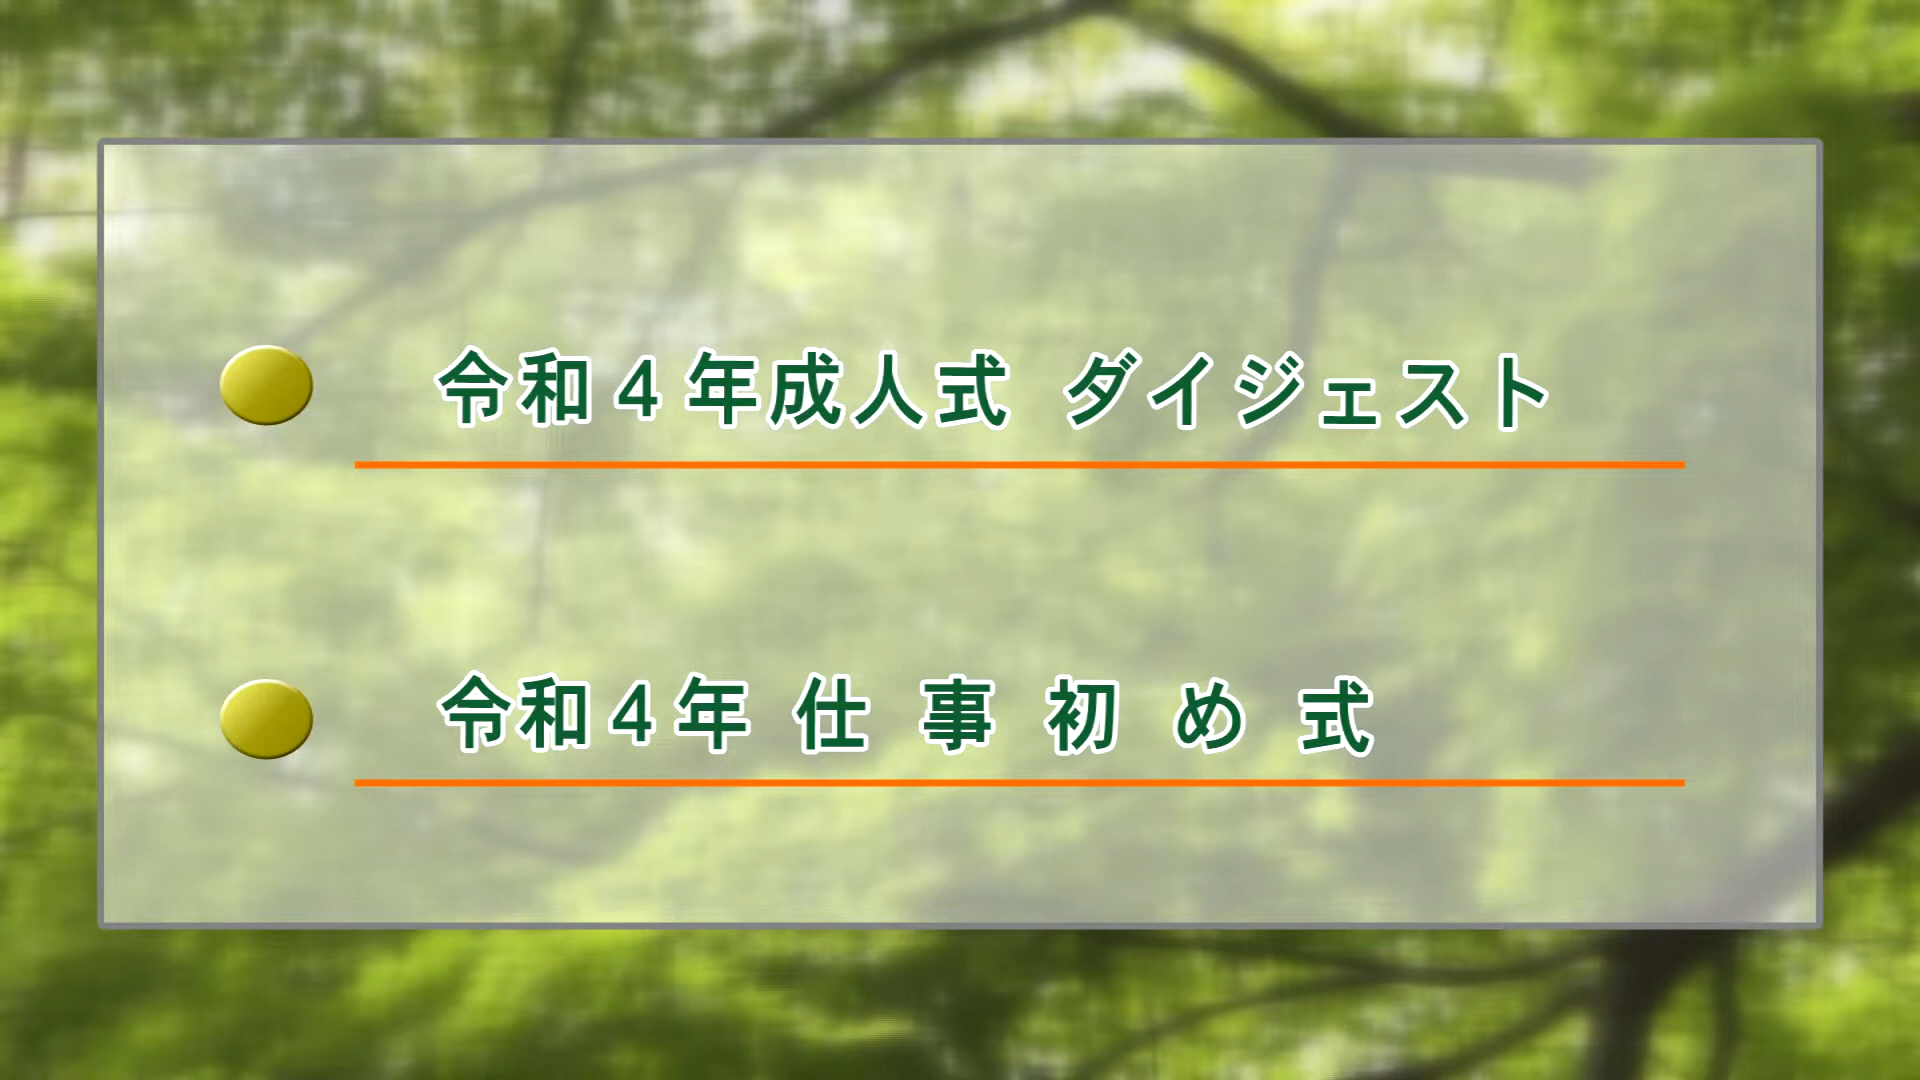 令和４年成人式 ダイジェスト
令和４年 仕 事 初 め 式